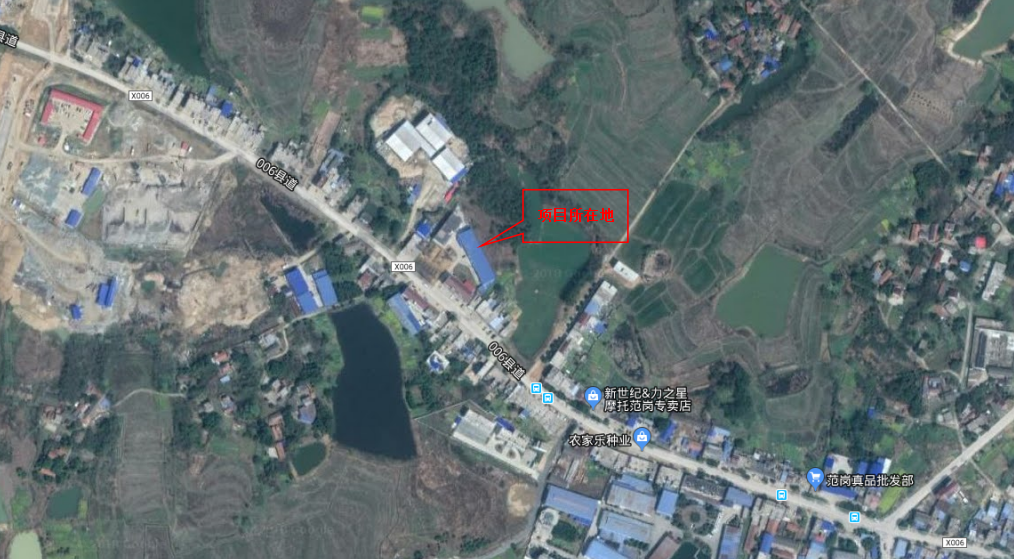 县道
X006
006县道
项目所在地
X006
006县道
新世纪&力之星
摩托范岗专卖店
农家乐种业
范岗真品批发部
X006